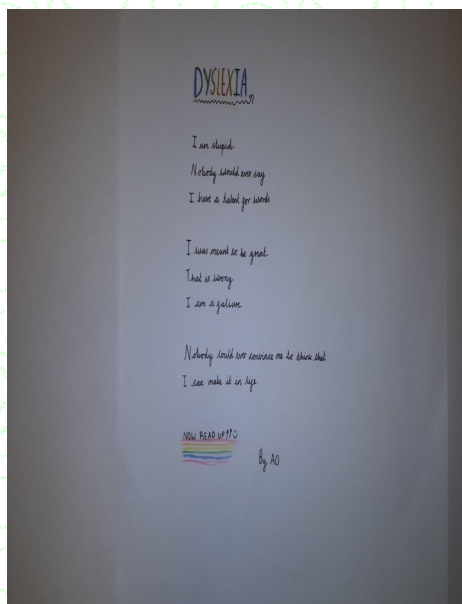 DYSLEXIA
I am stupid.
Nobody would ever say
I have a talent for words
I was meant to be great.
That is wrong.
I am a failure.
Nobody could ever convince me to think that
I can make it in life.
NOW READ UP??
By AO